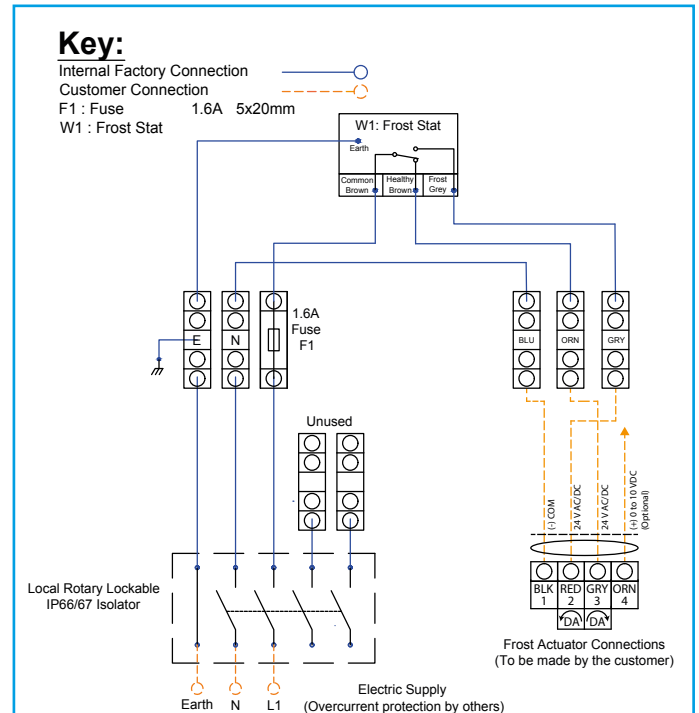 Key:
Internal Factory Connection
Customer Connection
F1 : Fuse 1.6A 5x20mm
W1 : Frost Stat
W1: Frost Stat
Earth
Common Brown
Healthy Brown
Frost Grey
E
N
1.6A
Fuse
F1
BLU
ORN
GRY
Unused
(-) COM
24 V AC/DC
24 V AC/DC
(+) 0 to 10 VDC
(Optional)
Local Rotary Lockable
IP66/67 Isolator
BLK
1
RED
2
GRY
3
ORN
4
DA
DA
Frost Actuator Connections
(To be made by the customer)
Earth N L1
Electric Supply
(Overcurrent protection by others)